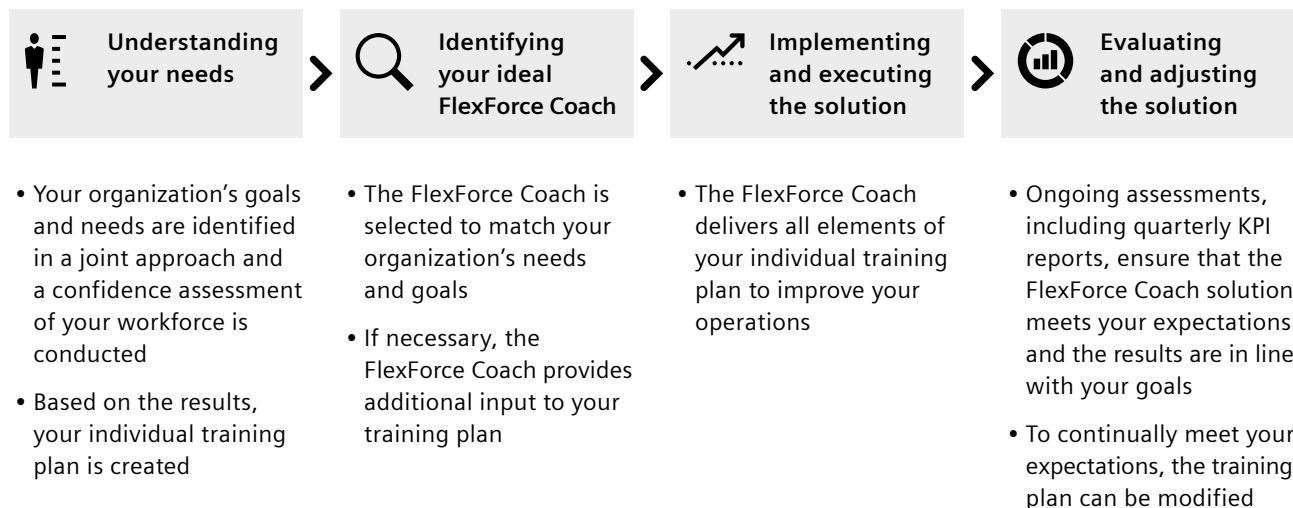 Understanding
your needs
Identifying
your ideal
FlexForce Coach
Implementing
and executing
the solution
Evaluating
and adjusting
the solution
• Your organization’s goals
and needs are identified
in a joint approach and
a confidence assessment
of your workforce is
conducted
• Based on the results,
your individual training
plan is created
• The FlexForce Coach is
selected to match your
organization’s needs
and goals
• If necessary, the
FlexForce Coach provides
additional input to your
training plan
• The FlexForce Coach
delivers all elements of
your individual training
plan to improve your
operations
• Ongoing assessments,
including quarterly KPI
reports, ensure that the
FlexForce Coach solution
meets your expectations
and the results are in line
with your goals
• To continually meet your
expectations, the training
plan can be modified